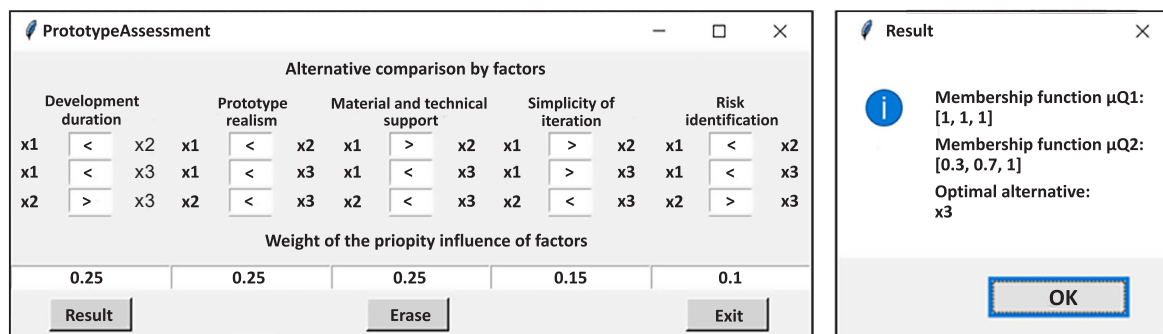 PrototypeAssessment
Alternative comparison by factors
Development duration
Prototype realism
Material and technical support
Simplicity of iteration
Risk identification
x1 < x2 x1 < x2 x1 > x2 x1 > x2 x1 < x2
x1 < x3 x1 < x3 x1 < x3 x1 > x3 x1 < x3
x2 > x3 x2 < x3 x2 < x3 x2 < x3 x2 > x3
Weight of the priopity influence of factors
0.25 0.25 0.25 0.15 0.1
Result Erase Exit
Result
i
Membership function μQ1:
[1, 1, 1]
Membership function μQ2:
[0.3, 0.7, 1]
Optimal alternative:
x3
OK